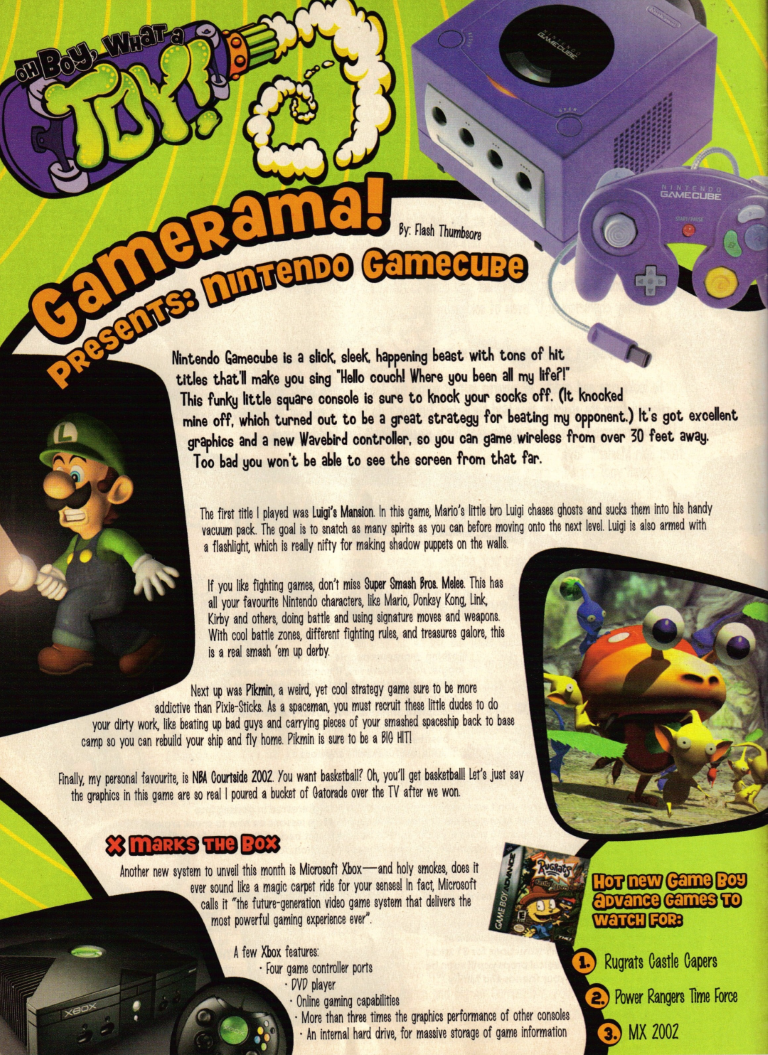 OH BOY, WHAT A
TOY!
GAMERAMA!
By: Flash Thumbsore
PRESENTS: NINTENDO GAMECUBE
NINTENDO
GAMECUBE
START/PAUSE
Nintendo Gamecube is a slick, sleek, happening beast with tons of hit
titles that'll make you sing "Hello couch! Where you been all my life?!"
This funky little square console is sure to knock your socks off. (It knocked
mine off, which turned out to be a great strategy for beating my opponent.) It's got excellent
graphics and a new Wavebird controller, so you can game wireless from over 30 feet away.
Too bad you won't be able to see the screen from that far.
The first title I played was Luigi's Mansion. In this game, Mario's little bro Luigi chases ghosts and sucks them into his handy
vacuum pack. The goal is to snatch as many spirits as you can before moving onto the next level. Luigi is also armed with
a flashlight, which is really nifty for making shadow puppets on the walls.
If you like fighting games, don't miss Super Smash Bros. Melee. This has
all your favourite Nintendo characters, like Mario, Donkey Kong, Link,
Kirby and others, doing battle and using signature moves and weapons.
With cool battle zones, different fighting rules, and treasures galore, this
is a real smash 'em up derby.
Next up was Pikmin, a weird, yet cool strategy game sure to be more
addictive than Pixie-Sticks. As a spaceman, you must recruit these little dudes to do
your dirty work, like beating up bad guys and carrying pieces of your smashed spaceship back to base
camp so you can rebuild your ship and fly home. Pikmin is sure to be a BIG HIT!
Finally, my personal favourite, is NBA Courtside 2002. You want basketball? Oh, you'll get basketball! Let's just say
the graphics in this game are so real I poured a bucket of Gatorade over the TV after we won.
X MARKS THE BOX
Another new system to unveil this month is Microsoft Xbox—and holy smokes, does it
ever sound like a magic carpet ride for your senses! In fact, Microsoft
calls it "the future-generation video game system that delivers the
most powerful gaming experience ever".
A few Xbox features:
· Four game controller ports
· DVD player
· Online gaming capabilities
· More than three times the graphics performance of other consoles
· An internal hard drive, for massive storage of game information
XBOX
GAME BOY ADVANCE
RUGRATS
THQ
HOT NEW GAME BOY
ADVANCE GAMES TO
WATCH FOR:
1. Rugrats Castle Capers
2. Power Rangers Time Force
3. MX 2002